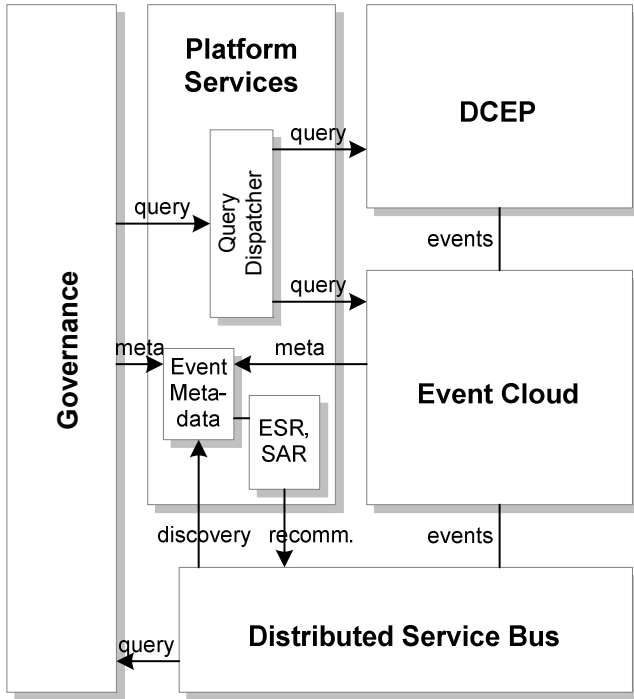 Platform
Services
DCEP
query
Query
Dispatcher
query
events
query
Governance
meta
meta
Event
Meta-
data
Event Cloud
ESR,
SAR
discovery
recomm.
events
Distributed Service Bus
query